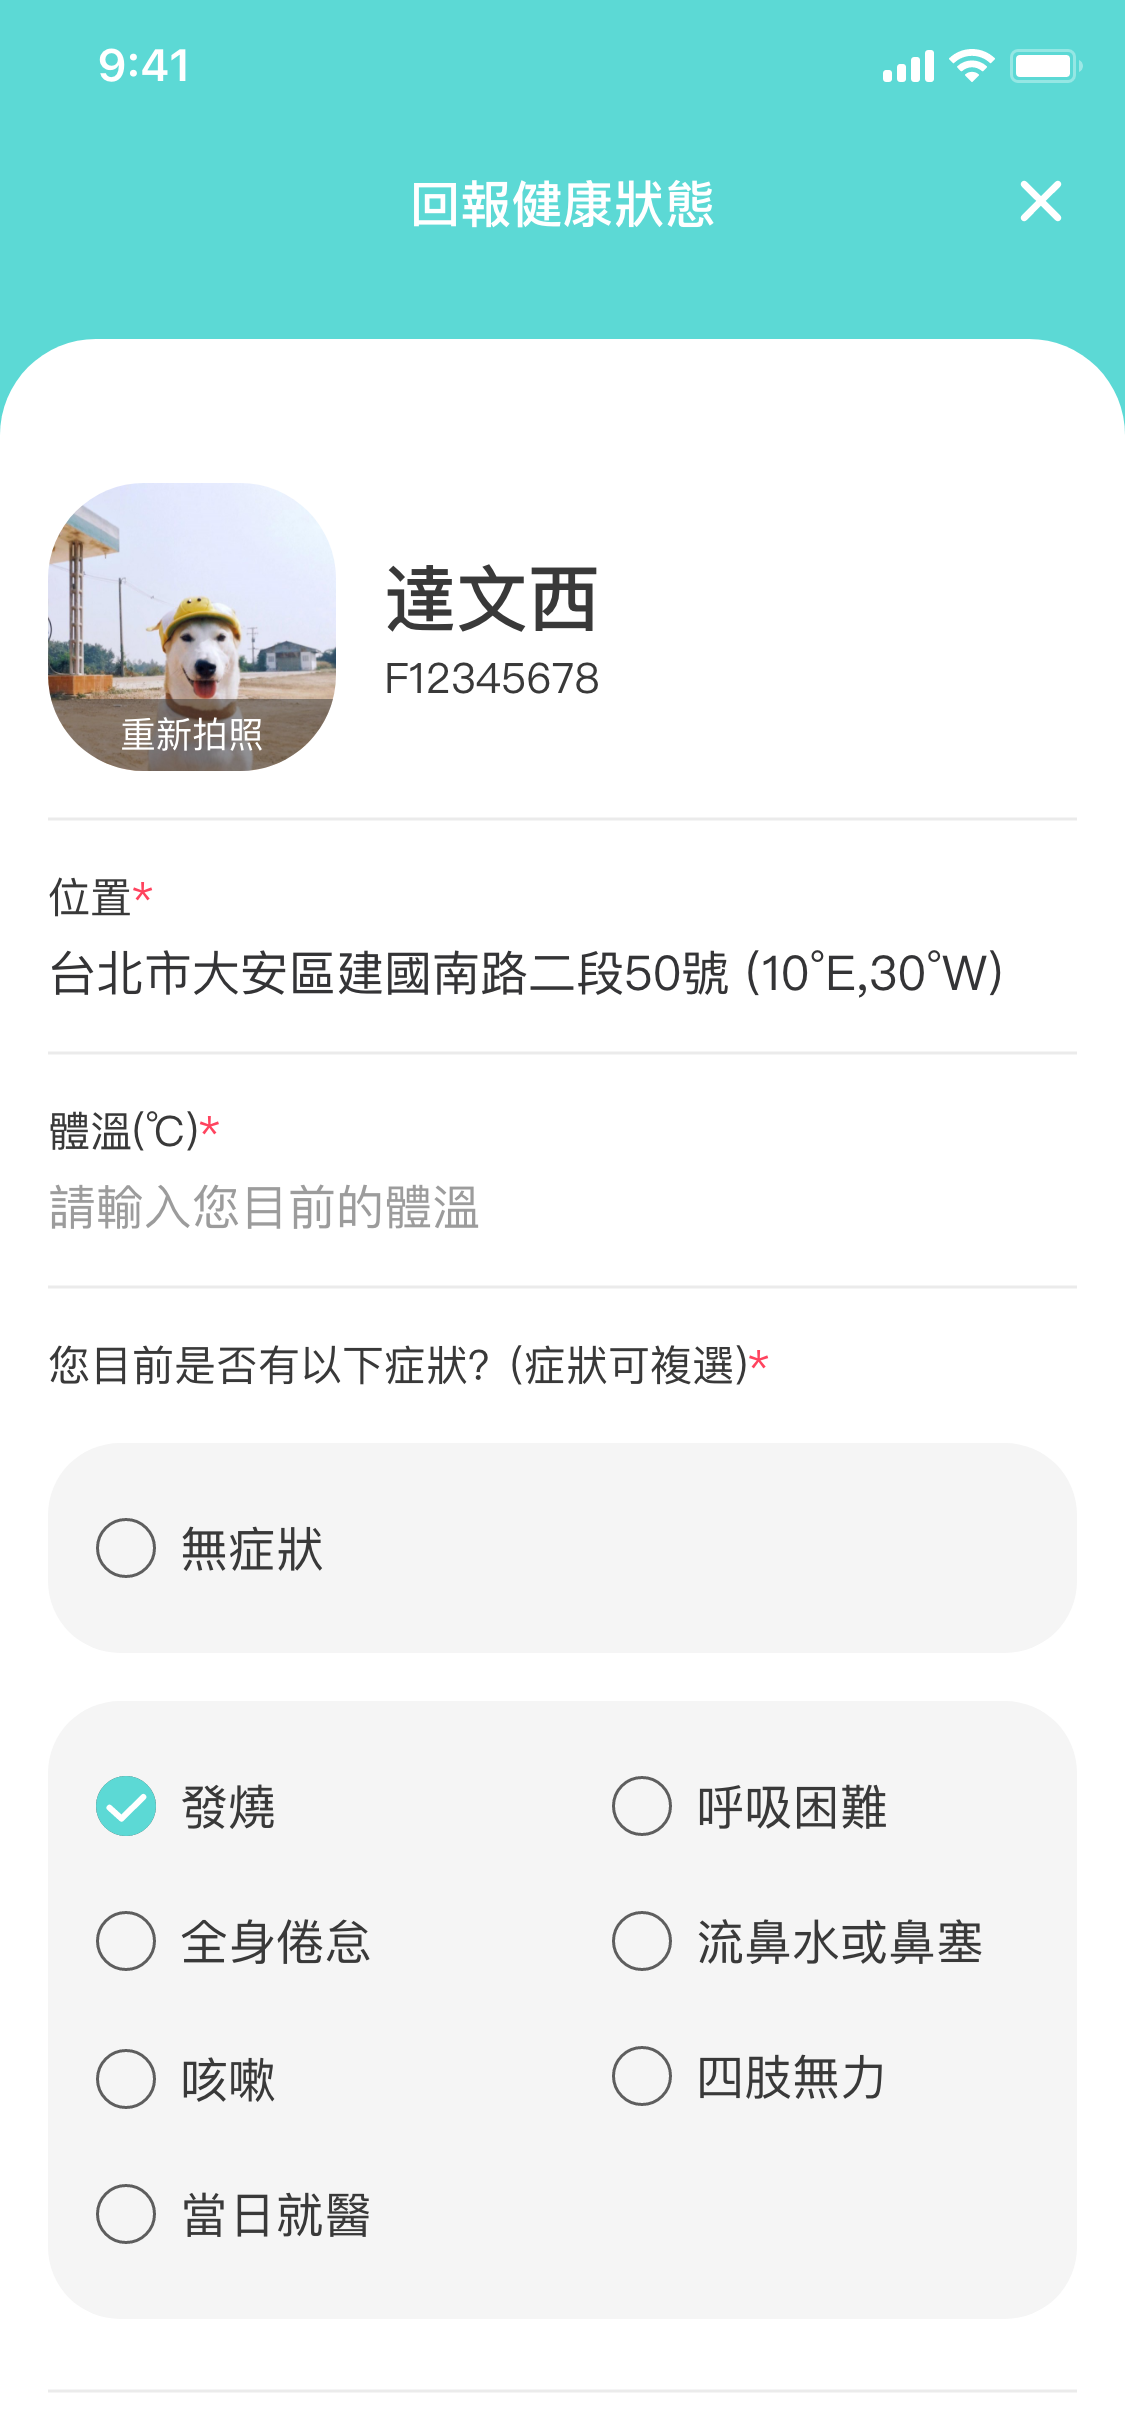 9:41
回報健康狀態
達文西
F12345678
重新拍照
位置*
台北市大安區建國南路二段50號 (10°E,30°W)
體溫(℃)*
請輸入您目前的體溫
您目前是否有以下症狀? (症狀可複選)*
無症狀
發燒
呼吸困難
全身倦怠
流鼻水或鼻塞
咳嗽
四肢無力
當日就醫